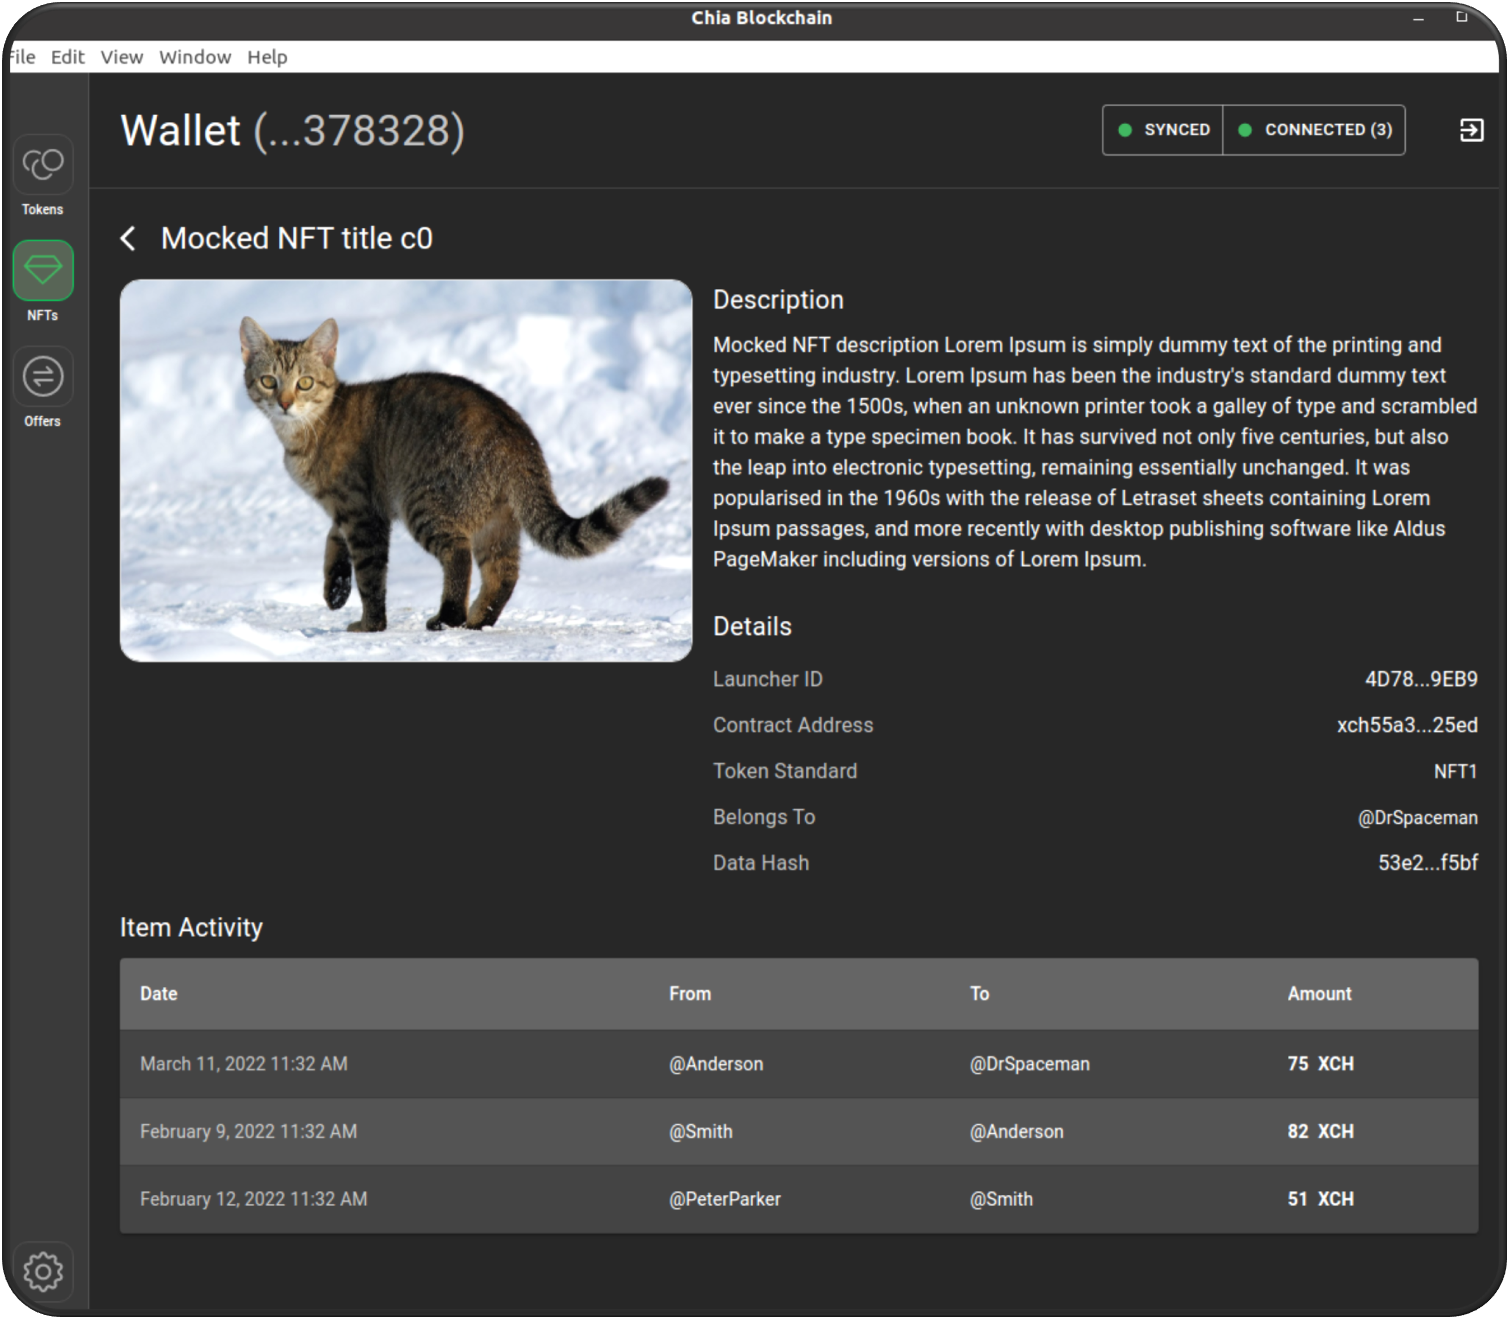 Chia Blockchain
File Edit View Window Help
Wallet (...378328)
SYNCED
CONNECTED (3)
Tokens
NFTs
Offers
Mocked NFT title c0
Description
Mocked NFT description Lorem Ipsum is simply dummy text of the printing and
typesetting industry. Lorem Ipsum has been the industry's standard dummy text
ever since the 1500s, when an unknown printer took a galley of type and scrambled
it to make a type specimen book. It has survived not only five centuries, but also
the leap into electronic typesetting, remaining essentially unchanged. It was
popularised in the 1960s with the release of Letraset sheets containing Lorem
Ipsum passages, and more recently with desktop publishing software like Aldus
PageMaker including versions of Lorem Ipsum.
Details
Launcher ID 4D78...9EB9
Contract Address xch55a3...25ed
Token Standard NFT1
Belongs To @DrSpaceman
Data Hash 53e2...f5bf
Item Activity
Date From To Amount
March 11, 2022 11:32 AM @Anderson @DrSpaceman 75 XCH
February 9, 2022 11:32 AM @Smith @Anderson 82 XCH
February 12, 2022 11:32 AM @PeterParker @Smith 51 XCH